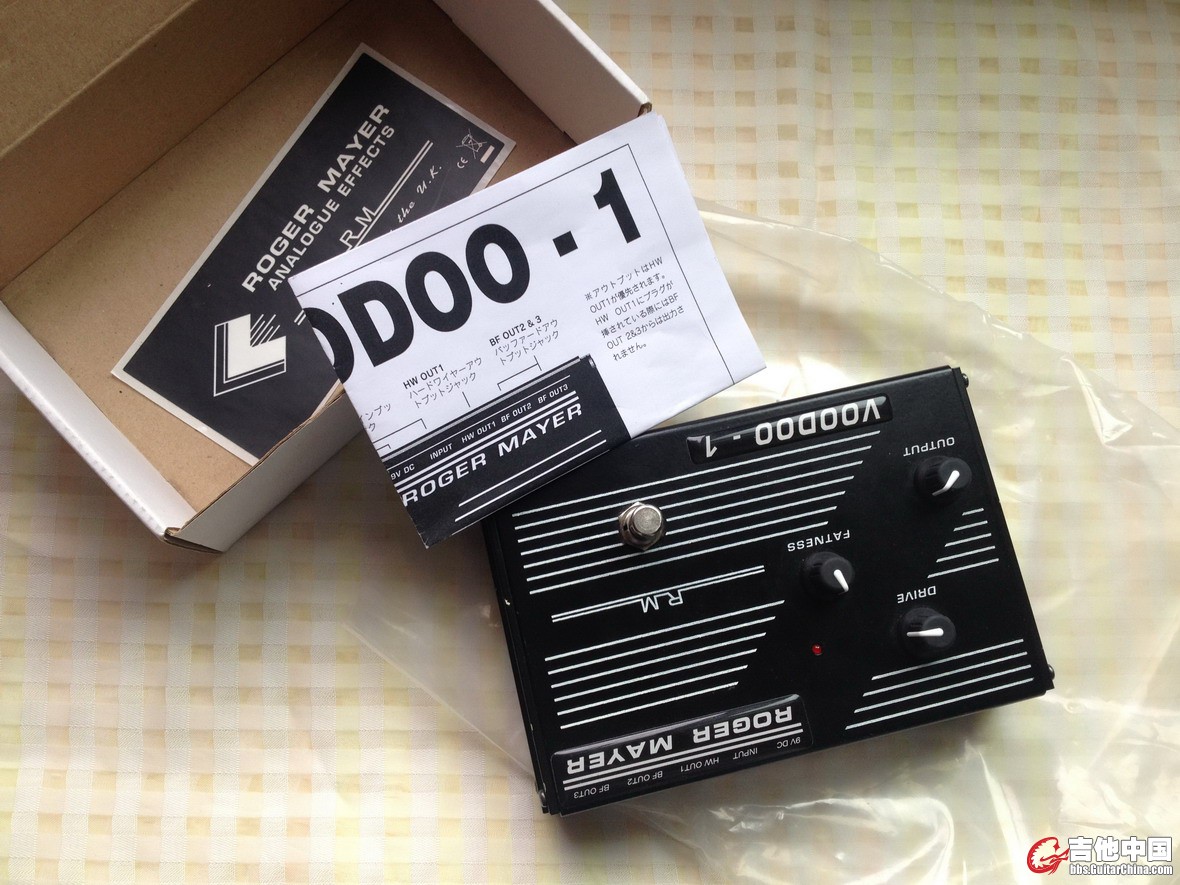 ROGER MAYER
ANALOGUE EFFECTS
RM
the U.K.
CE
ODOO - 1
※アウトプットはHW
OUT1が優先されます。
HW OUT1にプラグが
挿されている際にはBF
OUT 2&3からは出力さ
れません。
BF OUT2 & 3
バッファードアウ
トプットジャック
HW OUT1
ハードワイヤーアウ
トプットジャック
インプッ
ク
9V DC INPUT HW OUT1 BF OUT2 BF OUT3
ROGER MAYER
VOODOO - 1
OUTPUT
FATNESS
DRIVE
RM
ROGER MAYER
9V DC INPUT HW OUT1 BF OUT2 BF OUT3
吉他中国
bbs.GuitarChina.com